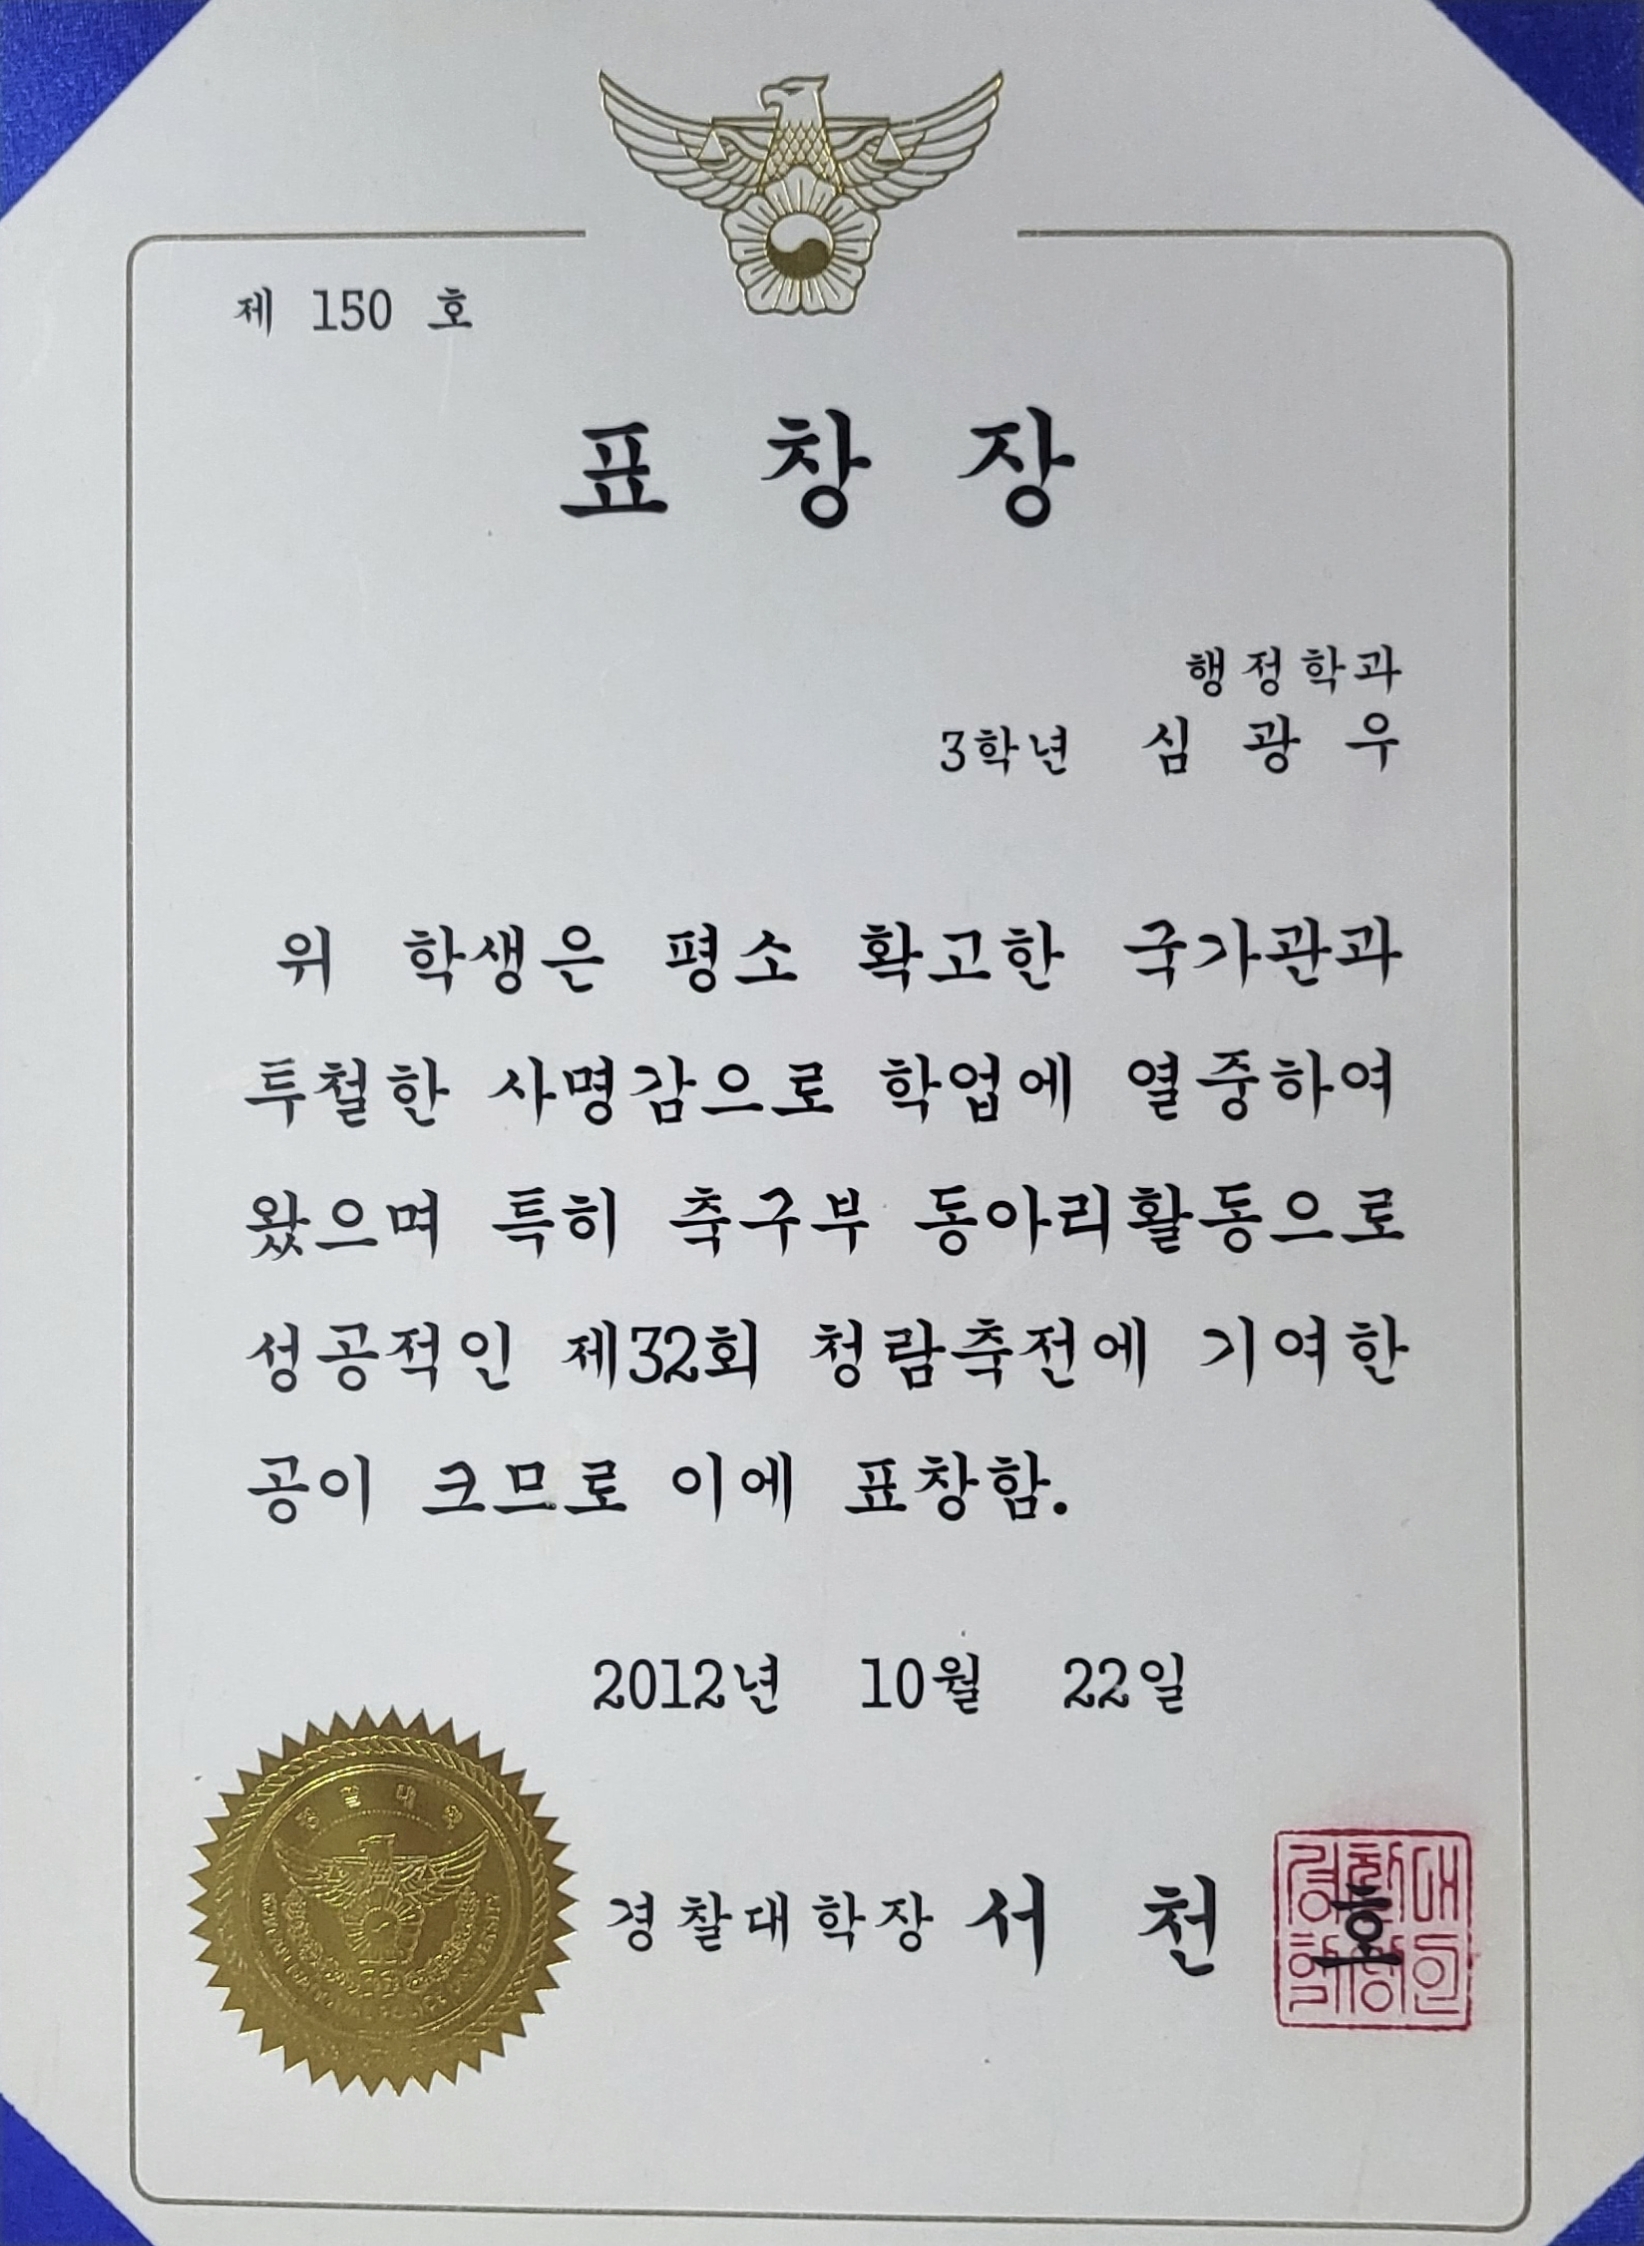 제 150 호
표 창 장
행정학과
3학년 심 광 우
위 학생은 평소 확고한 국가관과
투철한 사명감으로 학업에 열중하여
왔으며 특히 축구부 동아리활동으로
성공적인 제32회 청람축전에 기여한
공이 크므로 이에 표창함.
2012년 10월 22일
경찰대학
경찰대학장 서 천 호